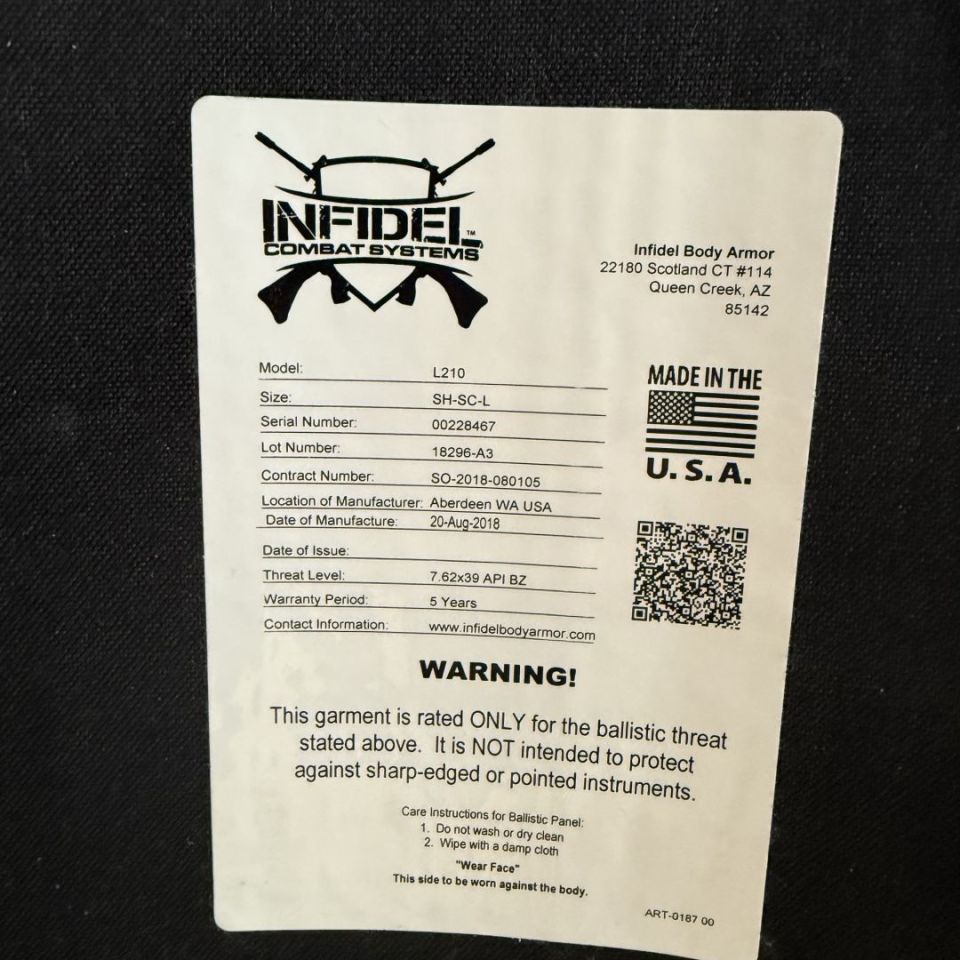 INFIDEL™
COMBAT SYSTEMS
Infidel Body Armor
22180 Scotland CT #114
Queen Creek, AZ
85142
Model: L210
Size: SH-SC-L
Serial Number: 00228467
Lot Number: 18296-A3
Contract Number: SO-2018-080105
Location of Manufacturer: Aberdeen WA USA
Date of Manufacture: 20-Aug-2018
Date of Issue:
Threat Level: 7.62x39 API BZ
Warranty Period: 5 Years
Contact Information: www.infidelbodyarmor.com
MADE IN THE
U.S.A.
WARNING!
This garment is rated ONLY for the ballistic threat
stated above. It is NOT intended to protect
against sharp-edged or pointed instruments.
Care Instructions for Ballistic Panel:
1. Do not wash or dry clean
2. Wipe with a damp cloth
"Wear Face"
This side to be worn against the body.
ART-0187 00